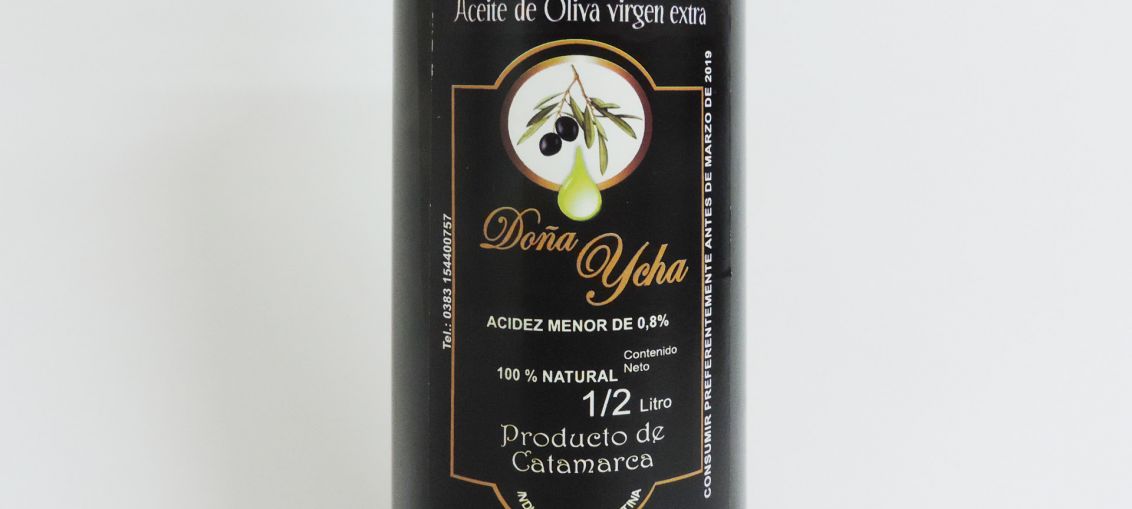 Aceite de Oliva virgen extra
Doña
Ycha
ACIDEZ MENOR DE 0,8%
100 % NATURAL
Contenido
Neto
1/2 Litro
Producto de
Catamarca
Tel.: 0383 154400757
CONSUMIR PREFERENTEMENTE ANTES DE MARZO DE 2019